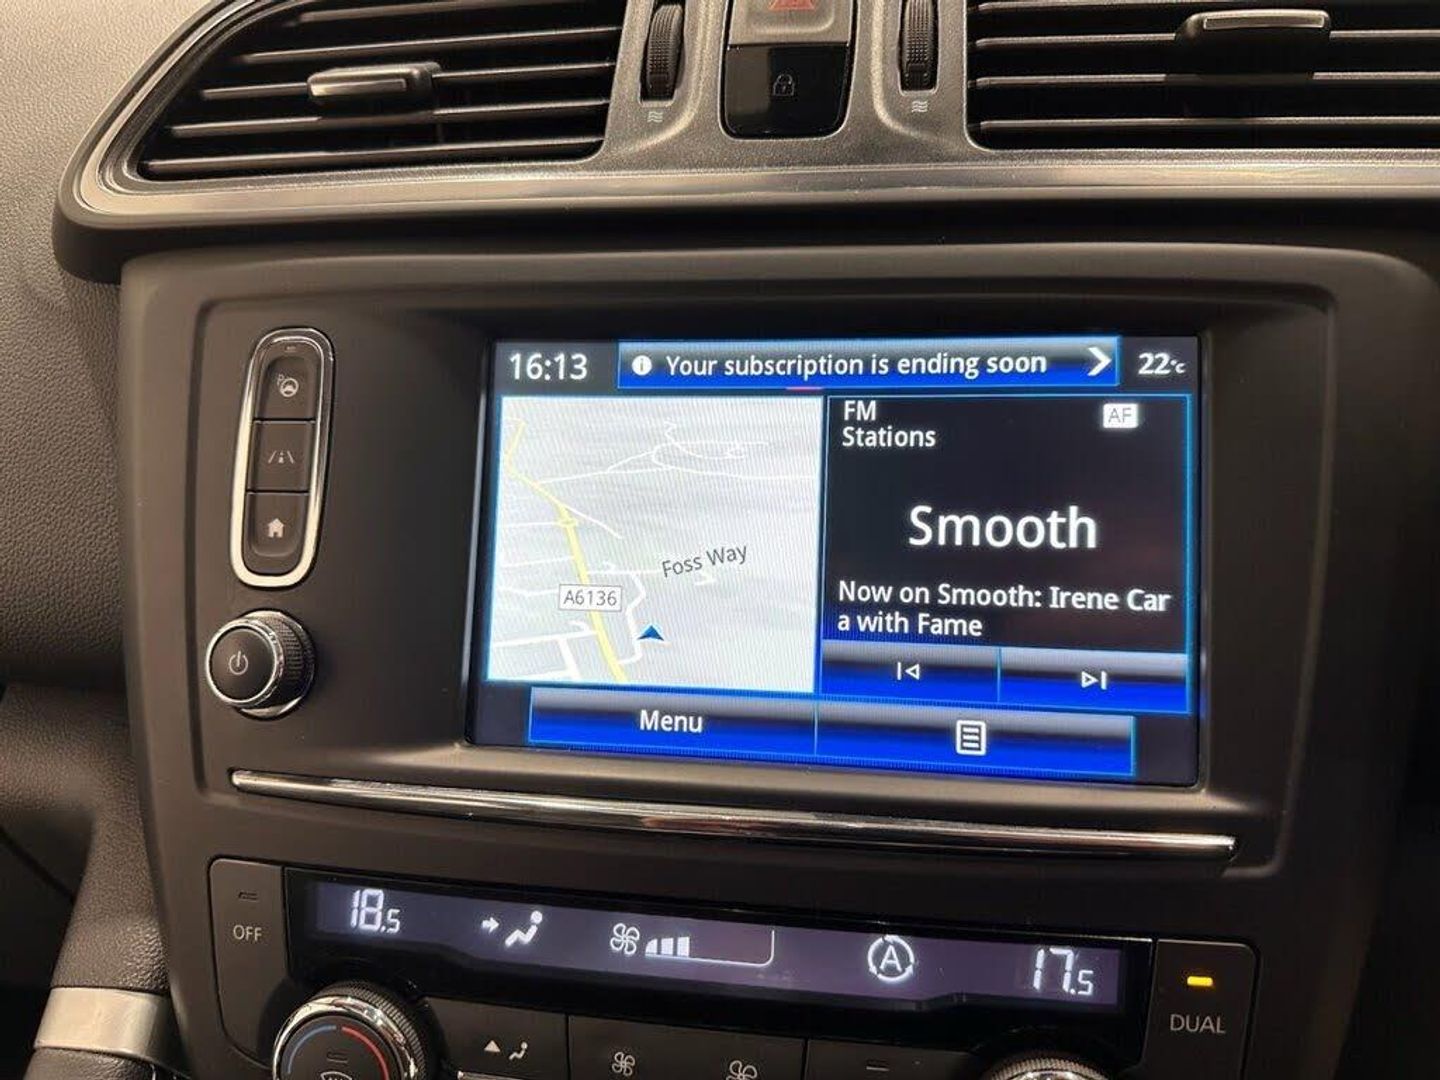 16:13
Your subscription is ending soon
22°C
FM
Stations
AF
Smooth
Now on Smooth: Irene Car
a with Fame
Foss Way
A6136
Menu
OFF
18.5
A
17.5
DUAL